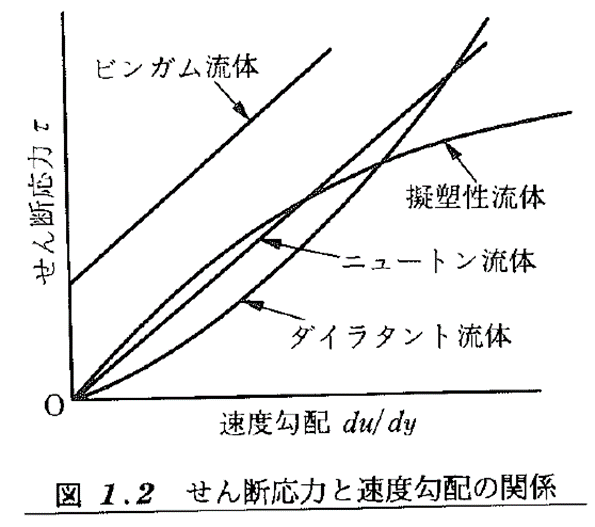 ビンガム流体
せん断応力 τ
擬塑性流体
ニュートン流体
ダイラタント流体
O
速度勾配 du/dy
図 1.2 せん断応力と速度勾配の関係